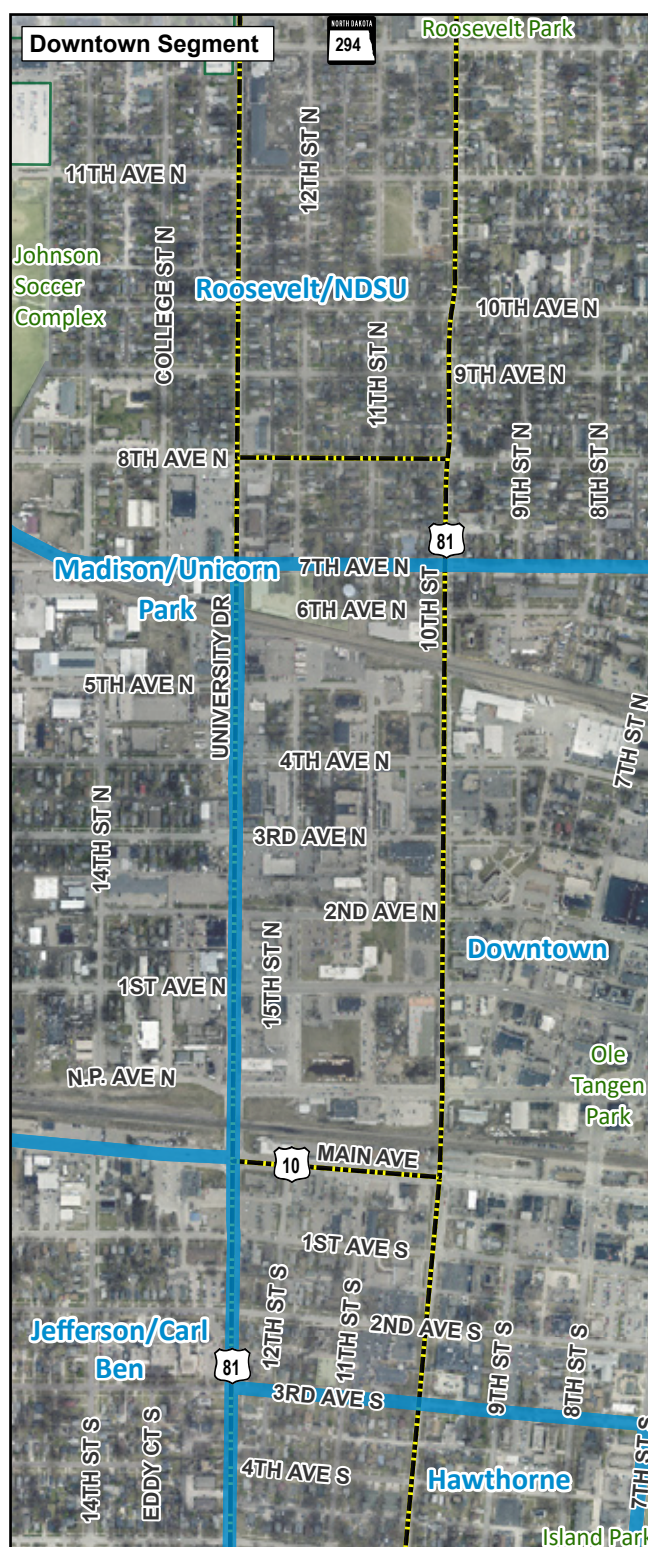 Downtown Segment
NORTH DAKOTA
294
Roosevelt Park
11TH AVE N
12TH ST N
Johnson
Soccer
Complex
COLLEGE ST N
Roosevelt/NDSU
10TH AVE N
11TH ST N
9TH AVE N
8TH AVE N
9TH ST N
8TH ST N
81
Madison/Unicorn
Park
7TH AVE N
6TH AVE N
10TH ST
UNIVERSITY DR
5TH AVE N
7TH ST N
4TH AVE N
14TH ST N
3RD AVE N
2ND AVE N
Downtown
15TH ST N
1ST AVE N
N.P. AVE N
Ole
Tangen
Park
MAIN AVE
10
1ST AVE S
12TH ST S
11TH ST S
2ND AVE S
Jefferson/Carl
Ben
81
9TH ST S
8TH ST S
3RD AVE S
14TH ST S
EDDY CT S
4TH AVE S
Hawthorne
7TH ST S
Island Park